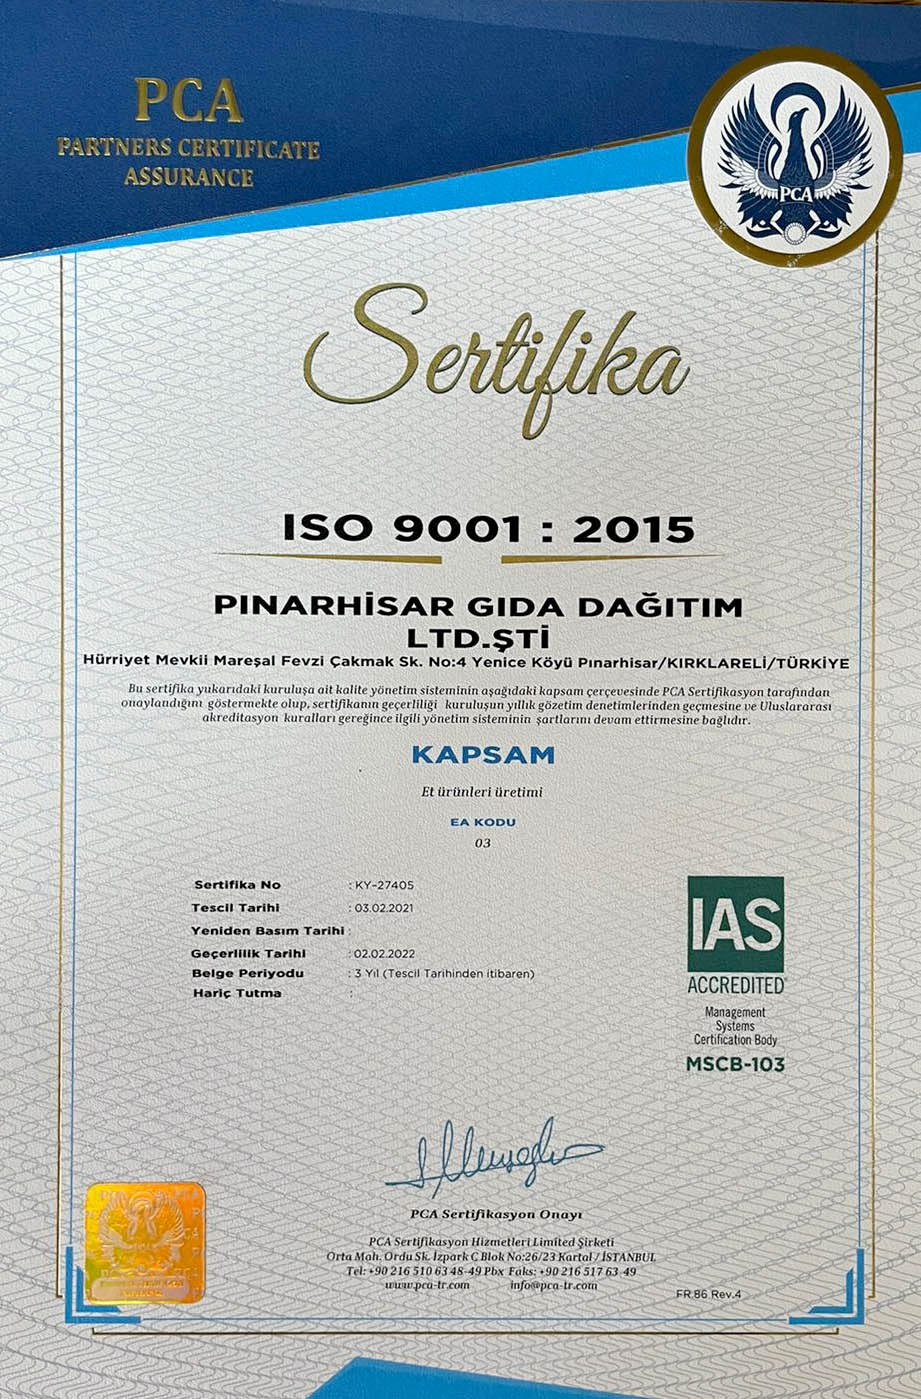 PCA
PARTNERS CERTIFICATE
ASSURANCE
PCA
Sertifika
ISO 9001 : 2015
PINARHİSAR GIDA DAĞITIM
LTD.ŞTİ
Hürriyet Mevkii Mareşal Fevzi Çakmak Sk. No:4 Yenice Köyü Pınarhisar/KIRKLARELİ/TÜRKİYE
Bu sertifika yukarıdaki kuruluşa ait kalite yönetim sisteminin aşağıdaki kapsam çerçevesinde PCA Sertifikasyon tarafından
onaylandığını göstermekte olup, sertifikanın geçerliliği kuruluşun yıllık gözetim denetimlerinden geçmesine ve Uluslararası
akreditasyon kuralları gereğince ilgili yönetim sisteminin şartlarını devam ettirmesine bağlıdır.
KAPSAM
Et ürünleri üretimi
EA KODU
03
Sertifika No : KY-27405
Tescil Tarihi : 03.02.2021
Yeniden Basım Tarihi :
Geçerlilik Tarihi : 02.02.2022
Belge Periyodu : 3 Yıl (Tescil Tarihinden itibaren)
Hariç Tutma :
IAS
ACCREDITED
Management
Systems
Certification Body
MSCB-103
PCA Sertifikasyon Onayı
PCA Sertifikasyon Hizmetleri Limited Şirketi
Orta Mah. Ordu Sk. İzpark C Blok No:26/23 Kartal / İSTANBUL
Tel: +90 216 510 63 48-49 Pbx Faks: +90 216 517 63 49
www.pca-tr.com info@pca-tr.com
FR.86 Rev.4